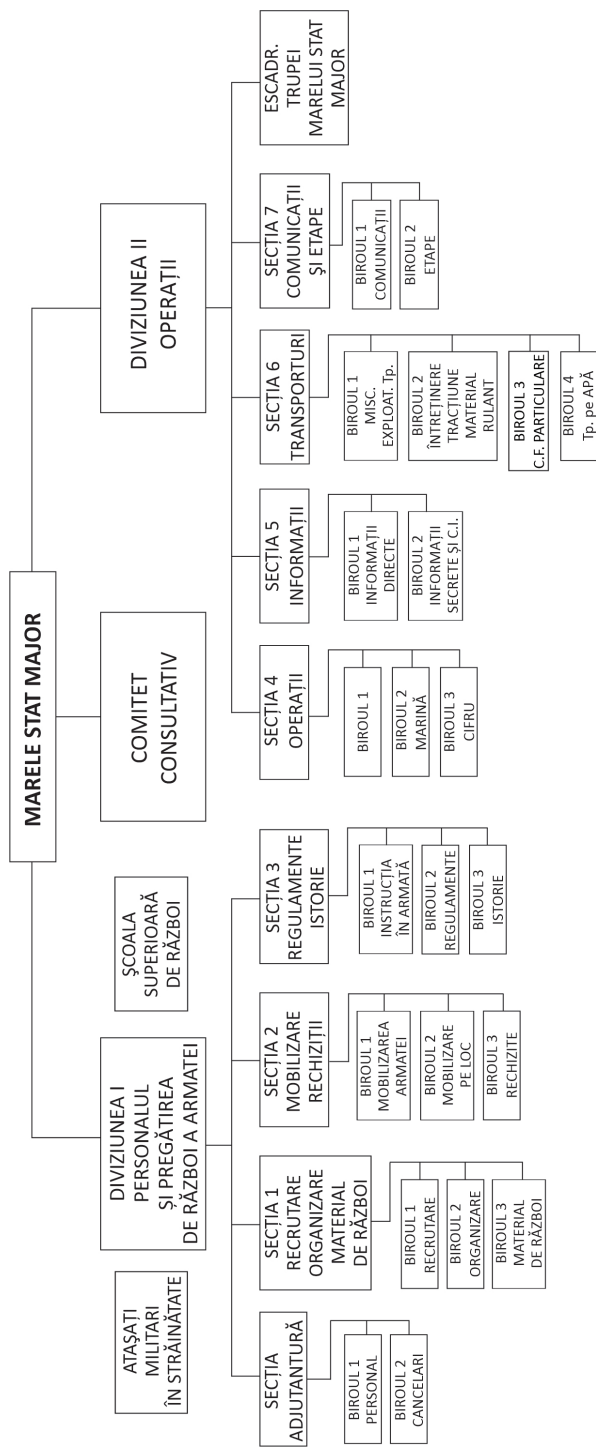 MARELE STAT MAJOR
ATAȘAȚI
MILITARI
ÎN STRĂINĂTATE
DIVIZIUNEA I
PERSONALUL
ȘI PREGĂTIREA
DE RĂZBOI A ARMATEI
ȘCOALA
SUPERIOARĂ
DE RĂZBOI
COMITET
CONSULTATIV
DIVIZIUNEA II
OPERAȚII
SECȚIA
ADJUTANTURĂ
BIROUL 1
PERSONAL
BIROUL 2
CANCELARI
SECȚIA 1
RECRUTARE
ORGANIZARE
MATERIAL
DE RĂZBOI
BIROUL 1
RECRUTARE
BIROUL 2
ORGANIZARE
BIROUL 3
MATERIAL
DE RĂZBOI
SECȚIA 2
MOBILIZARE
RECHIZIȚII
BIROUL 1
MOBILIZAREA
ARMATEI
BIROUL 2
MOBILIZARE
PE LOC
BIROUL 3
RECHIZITE
SECȚIA 3
REGULAMENTE
ISTORIE
BIROUL 1
INSTRUCȚIA
ÎN ARMATĂ
BIROUL 2
REGULAMENTE
BIROUL 3
ISTORIE
SECȚIA 4
OPERAȚII
BIROUL 1
BIROUL 2
MARINĂ
BIROUL 3
CIFRU
SECȚIA 5
INFORMAȚII
BIROUL 1
INFORMAȚII
DIRECTE
BIROUL 2
INFORMAȚII
SECRETE ȘI C.I.
SECȚIA 6
TRANSPORTURI
BIROUL 1
MISC.
EXPLOAT. Tp.
BIROUL 2
ÎNTREȚINERE
TRACȚIUNE
MATERIAL
RULANT
BIROUL 3
C.F. PARTICULARE
BIROUL 4
Tp. pe APĂ
SECȚIA 7
COMUNICAȚII
ȘI ETAPE
BIROUL 1
COMUNICAȚII
BIROUL 2
ETAPE
ESCADR.
TRUPEI
MARELUI STAT
MAJOR